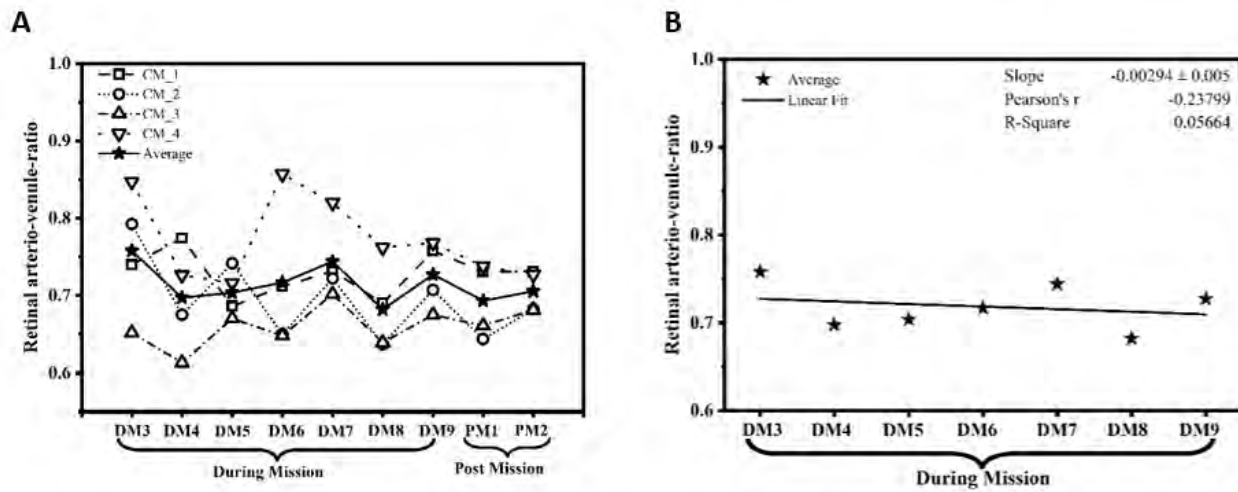 A
Retinal arterio-venule-ratio
1.0
0.9
0.8
0.7
0.6
CM_1
CM_2
CM_3
CM_4
Average
DM3 DM4 DM5 DM6 DM7 DM8 DM9 PM1 PM2
During Mission
Post Mission
B
Retinal arterio-venule-ratio
1.0
0.9
0.8
0.7
0.6
Average
Linear Fit
Slope -0.00294 ± 0.005
Pearson's r -0.23799
R-Square 0.05664
DM3 DM4 DM5 DM6 DM7 DM8 DM9
During Mission